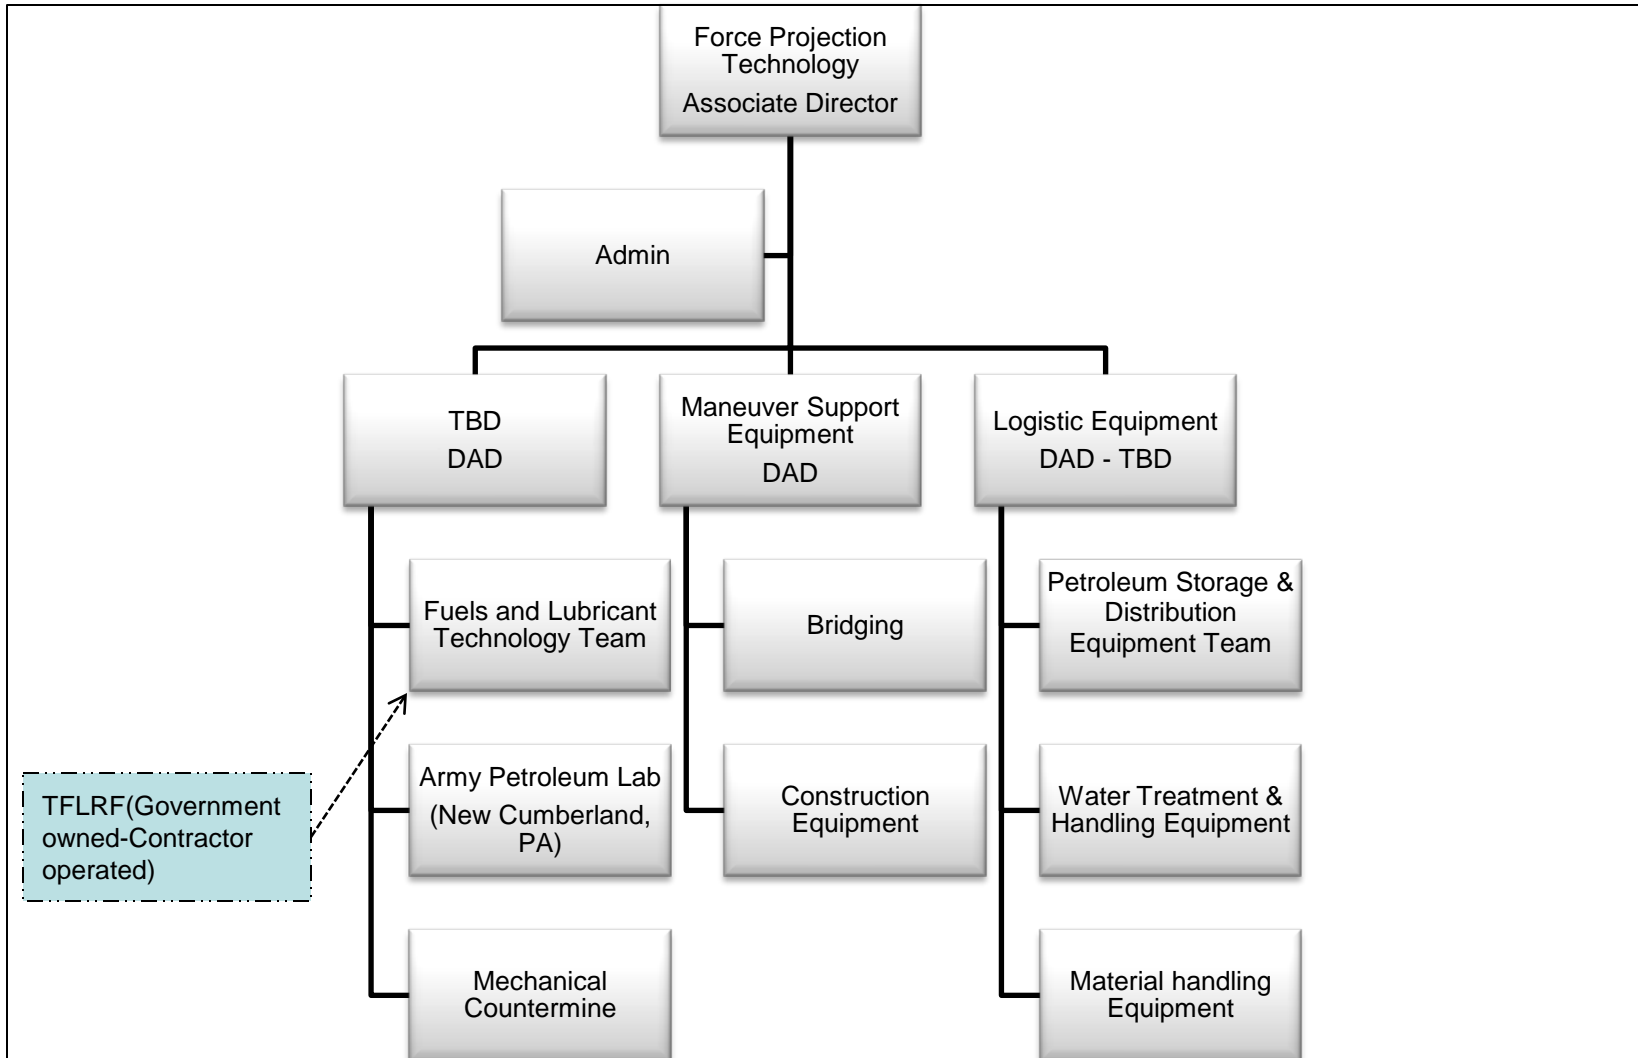 Force Projection
Technology
Associate Director
Admin
TBD
DAD
Maneuver Support
Equipment
DAD
Logistic Equipment
DAD - TBD
Fuels and Lubricant
Technology Team
Bridging
Petroleum Storage &
Distribution
Equipment Team
TFLRF(Government
owned-Contractor
operated)
Army Petroleum Lab
(New Cumberland,
PA)
Construction
Equipment
Water Treatment &
Handling Equipment
Mechanical
Countermine
Material handling
Equipment